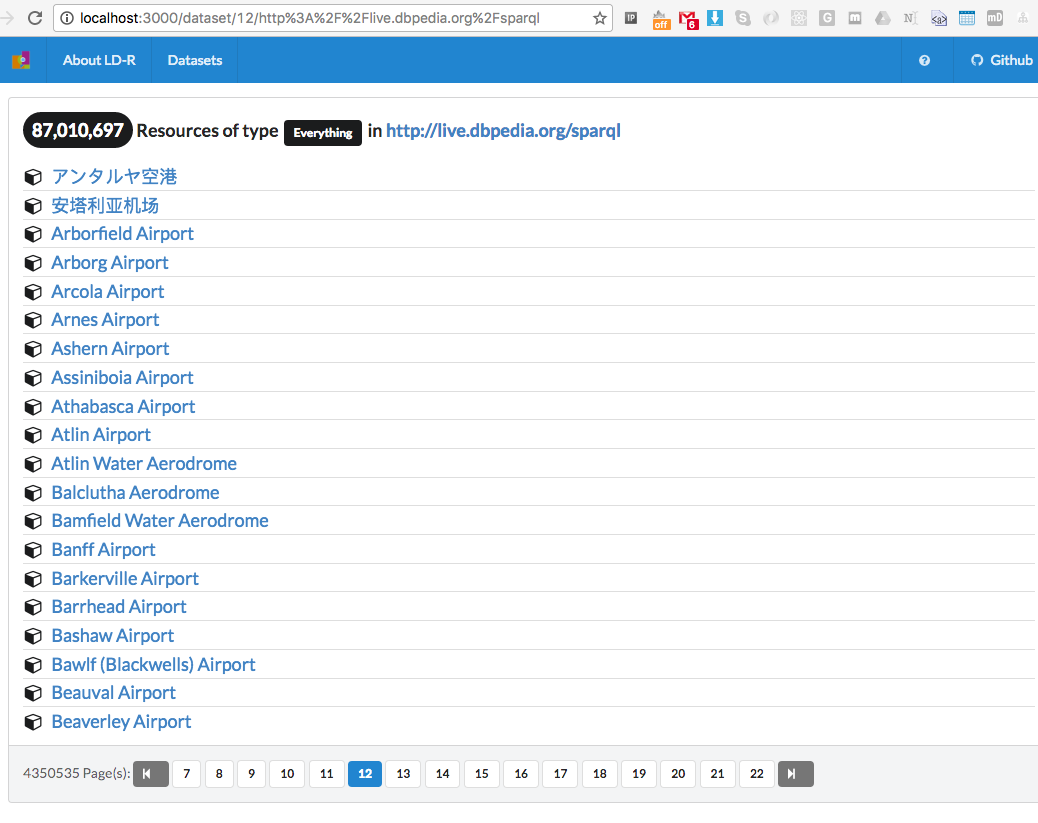 localhost:3000/dataset/12/http%3A%2F%2Flive.dbpedia.org%2Fsparql
IP off 6 S G m N <a> mD
About LD-R Datasets ? Github
87,010,697 Resources of type Everything in http://live.dbpedia.org/sparql
アンタルヤ空港
安塔利亚机场
Arborfield Airport
Arborg Airport
Arcola Airport
Arnes Airport
Ashern Airport
Assiniboia Airport
Athabasca Airport
Atlin Airport
Atlin Water Aerodrome
Balclutha Aerodrome
Bamfield Water Aerodrome
Banff Airport
Barkerville Airport
Barrhead Airport
Bashaw Airport
Bawlf (Blackwells) Airport
Beauval Airport
Beaverley Airport
4350535 Page(s): 7 8 9 10 11 12 13 14 15 16 17 18 19 20 21 22